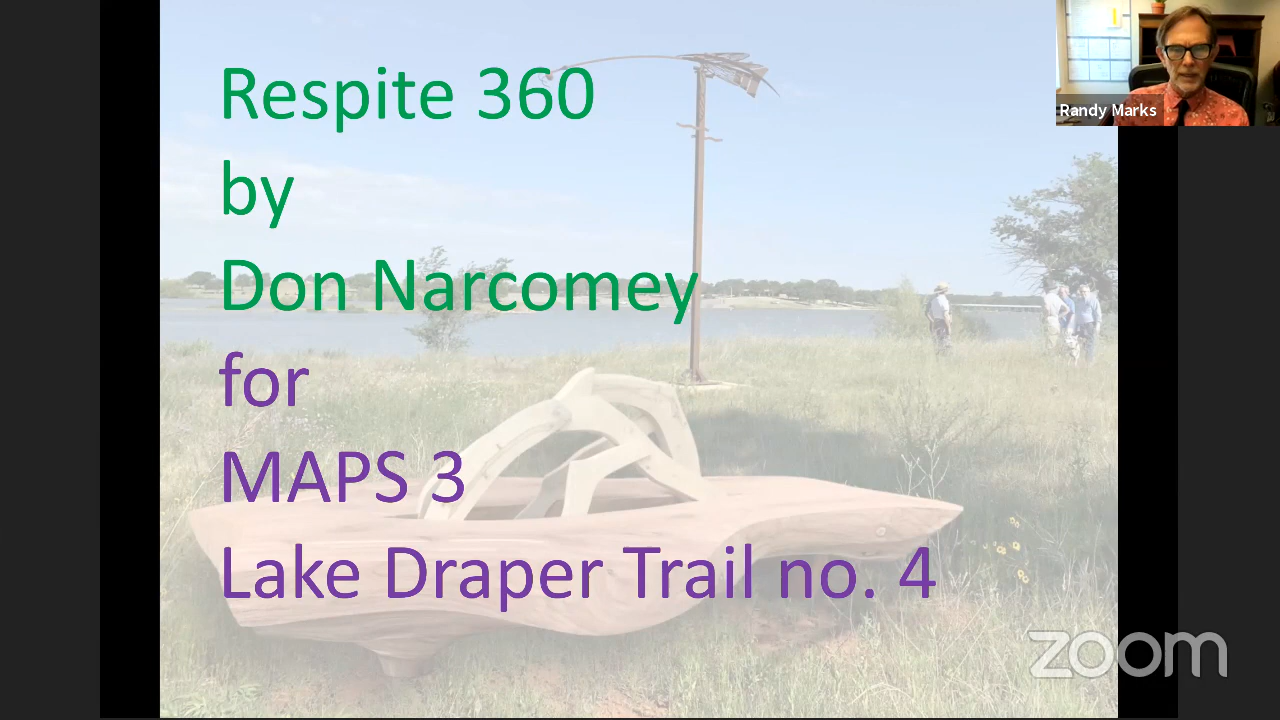 Respite 360
by
Don Narcomey
for
MAPS 3
Lake Draper Trail no. 4
Randy Marks
zoom